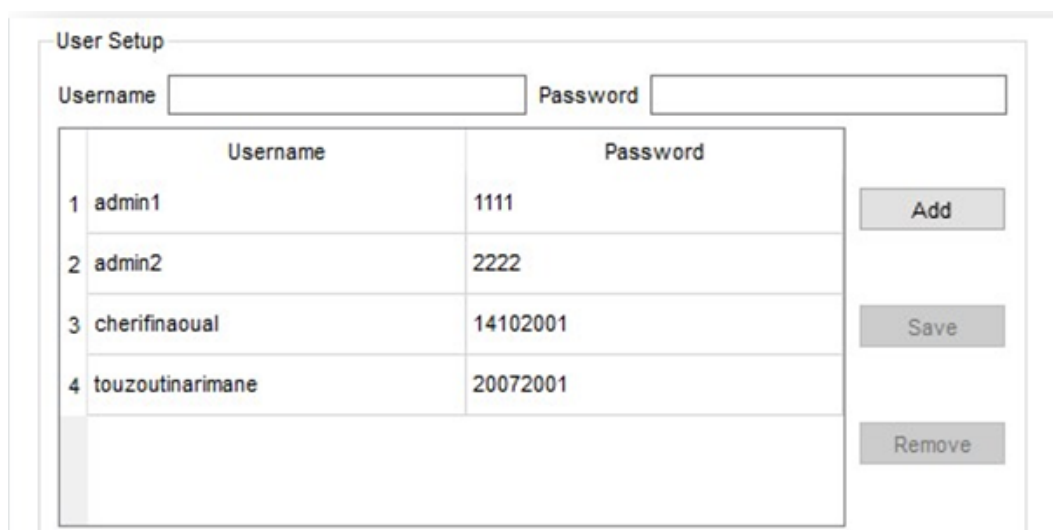 User Setup
Username Password
Username Password
1 admin1 1111
Add
2 admin2 2222
3 cherifinaoual 14102001
Save
4 touzoutinarimane 20072001
Remove